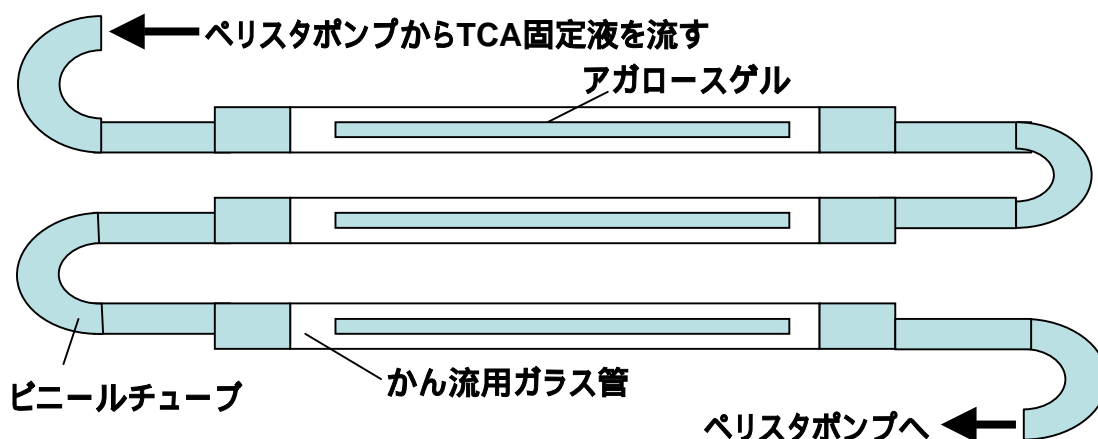 ペリスタポンプからTCA固定液を流す
アガロースゲル
ビニールチューブ
かん流用ガラス管
ペリスタポンプへ